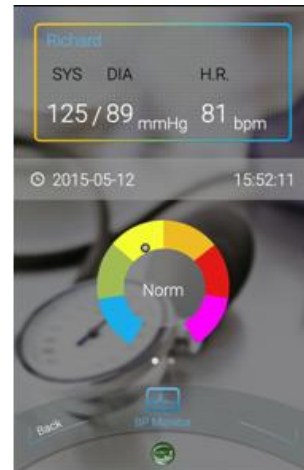 Richard
SYS DIA H.R.
125/89 mmHg 81 bpm
2015-05-12 15:52:11
Norm
Back
BP Monitor